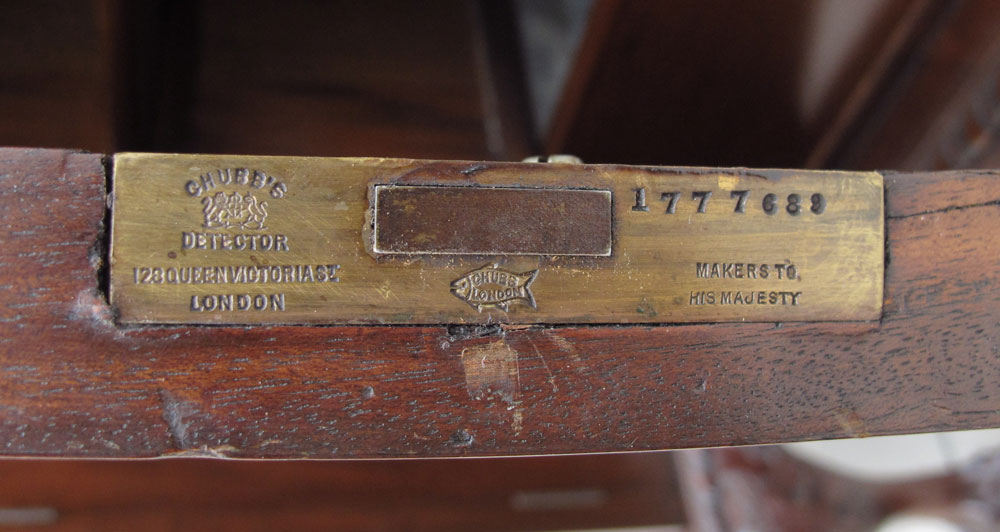 CHUBB'S
DETECTOR
128 QUEEN VICTORIA ST.
LONDON
CHUBB
LONDON
1777689
MAKERS TO
HIS MAJESTY